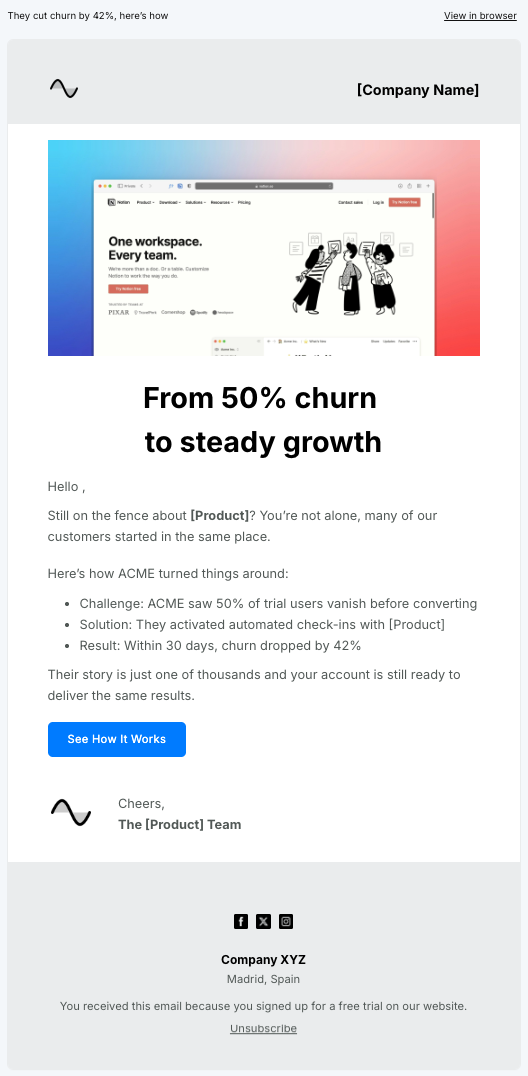 They cut churn by 42%, here's how
View in browser
[Company Name]
Notion Product Download Solutions Resources Pricing
Contact sales Log in Try Notion free
One workspace.
Every team.
We're more than a doc. Or a table. Customize
Notion to work the way you do.
Try Notion free
PIXAR Cornershop Spotify
From 50% churn
to steady growth
Hello ,
Still on the fence about [Product]? You're not alone, many of our
customers started in the same place.
Here's how ACME turned things around:
• Challenge: ACME saw 50% of trial users vanish before converting
• Solution: They activated automated check-ins with [Product]
• Result: Within 30 days, churn dropped by 42%
Their story is just one of thousands and your account is still ready to
deliver the same results.
See How It Works
Cheers,
The [Product] Team
Company XYZ
Madrid, Spain
You received this email because you signed up for a free trial on our website.
Unsubscribe